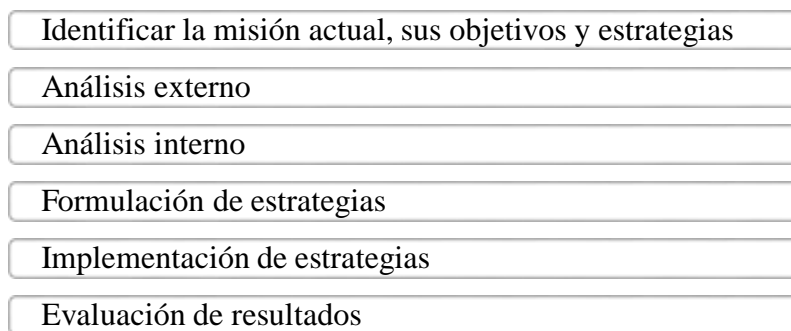 Identificar la misión actual, sus objetivos y estrategias
Análisis externo
Análisis interno
Formulación de estrategias
Implementación de estrategias
Evaluación de resultados